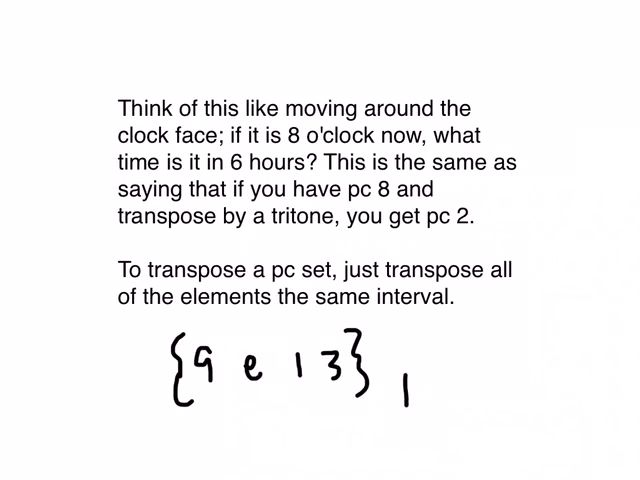 Think of this like moving around the
clock face; if it is 8 o'clock now, what
time is it in 6 hours? This is the same as
saying that if you have pc 8 and
transpose by a tritone, you get pc 2.
To transpose a pc set, just transpose all
of the elements the same interval.
{9 e 1 3} |